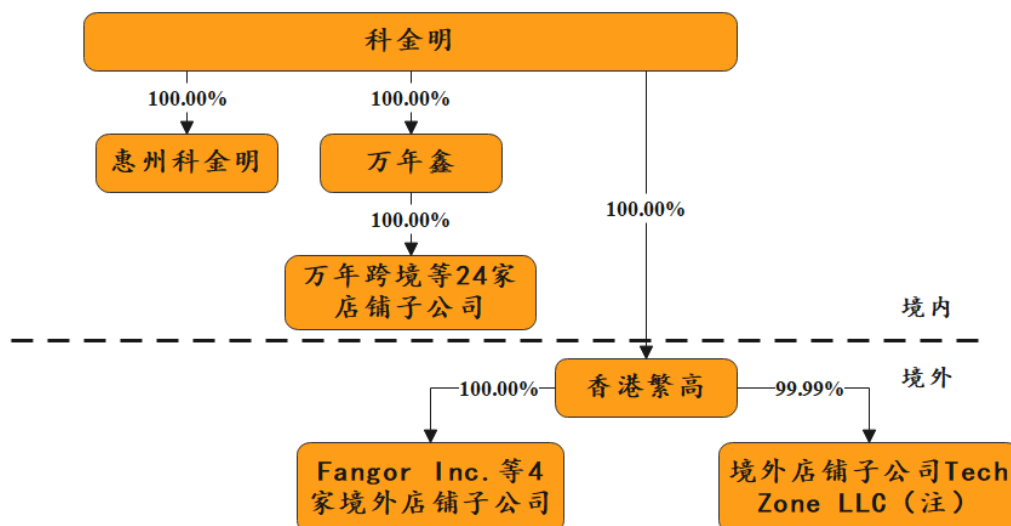 科金明
100.00%
100.00%
惠州科金明
万年鑫
100.00%
100.00%
万年跨境等24家
店铺子公司
境内
境外
100.00%
香港繁高
99.99%
Fangor Inc.等4
家境外店铺子公司
境外店铺子公司Tech
Zone LLC（注）